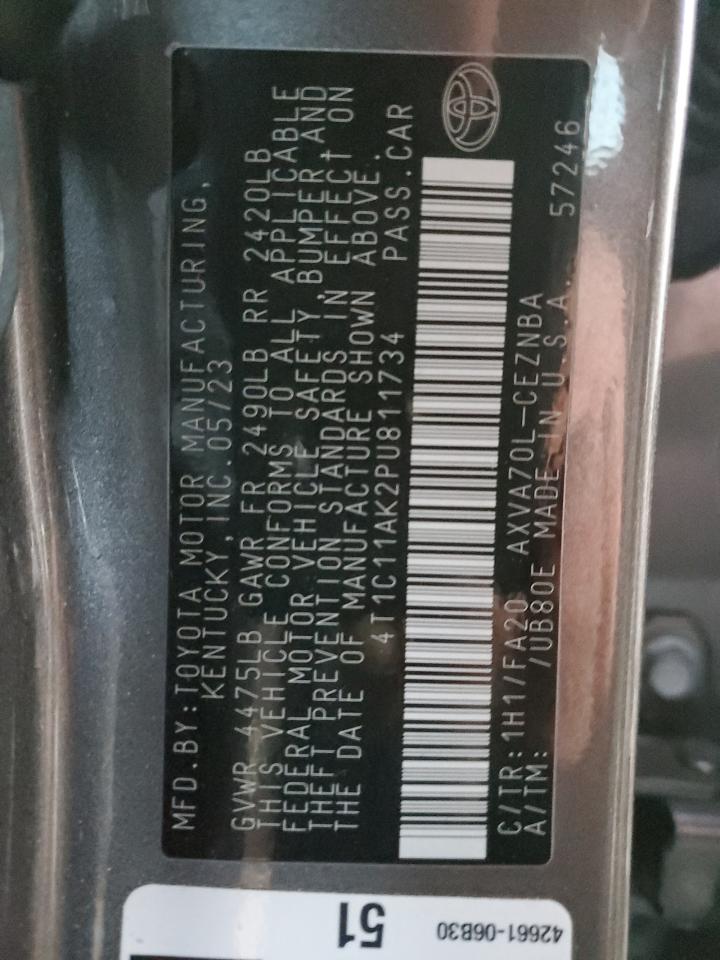 MFD.BY:TOYOTA MOTOR MANUFACTURING,
KENTUCKY,INC.05/23
GVWR 4475LB GAWR FR 2490LB RR 2420LB
THIS VEHICLE CONFORMS TO ALL APPLICABLE
FEDERAL MOTOR VEHICLE SAFETY, BUMPER, AND
THEFT PREVENTION STANDARDS IN EFFECT ON
THE DATE OF MANUFACTURE SHOWN ABOVE.
4T1C11AK2PU811734 PASS.CAR
C/TR:1H1/FA20 AXVA70L-CEZNBA
A/TM: /UB80E MADE IN U.S.A. 57246
51
42661-06B30